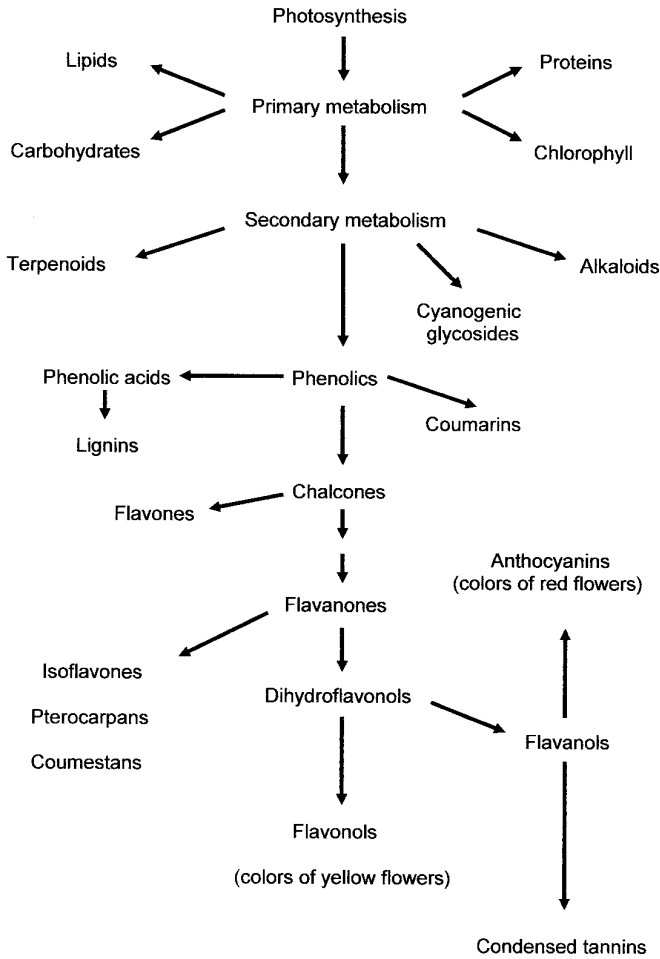 Photosynthesis
Lipids
Proteins
Primary metabolism
Carbohydrates
Chlorophyll
Secondary metabolism
Terpenoids
Alkaloids
Cyanogenic
glycosides
Phenolic acids
Phenolics
Coumarins
Lignins
Chalcones
Flavones
Anthocyanins
(colors of red flowers)
Flavanones
Isoflavones
Dihydroflavonols
Pterocarpans
Flavanols
Coumestans
Flavonols
(colors of yellow flowers)
Condensed tannins